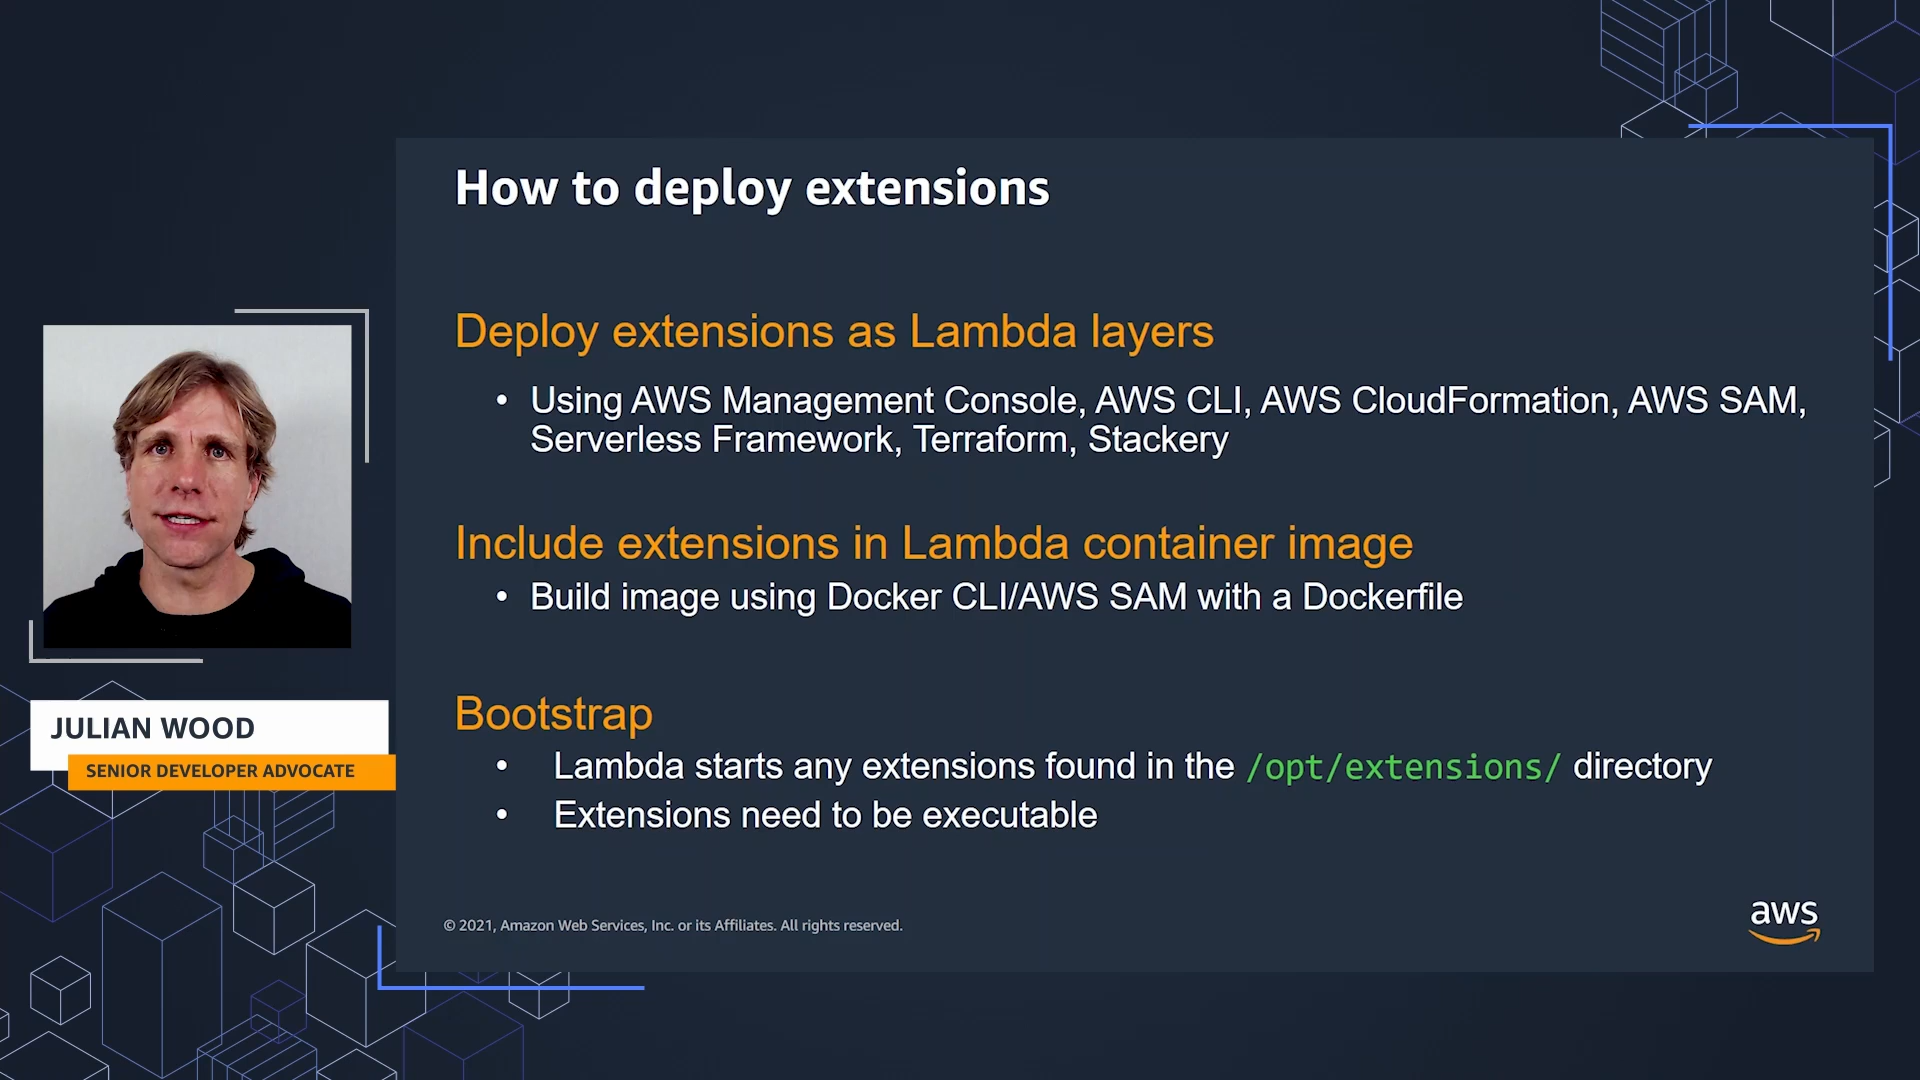 How to deploy extensions
Deploy extensions as Lambda layers
• Using AWS Management Console, AWS CLI, AWS CloudFormation, AWS SAM,
Serverless Framework, Terraform, Stackery
Include extensions in Lambda container image
• Build image using Docker CLI/AWS SAM with a Dockerfile
Bootstrap
• Lambda starts any extensions found in the /opt/extensions/ directory
• Extensions need to be executable
© 2021, Amazon Web Services, Inc. or its Affiliates. All rights reserved.
aws
JULIAN WOOD
SENIOR DEVELOPER ADVOCATE